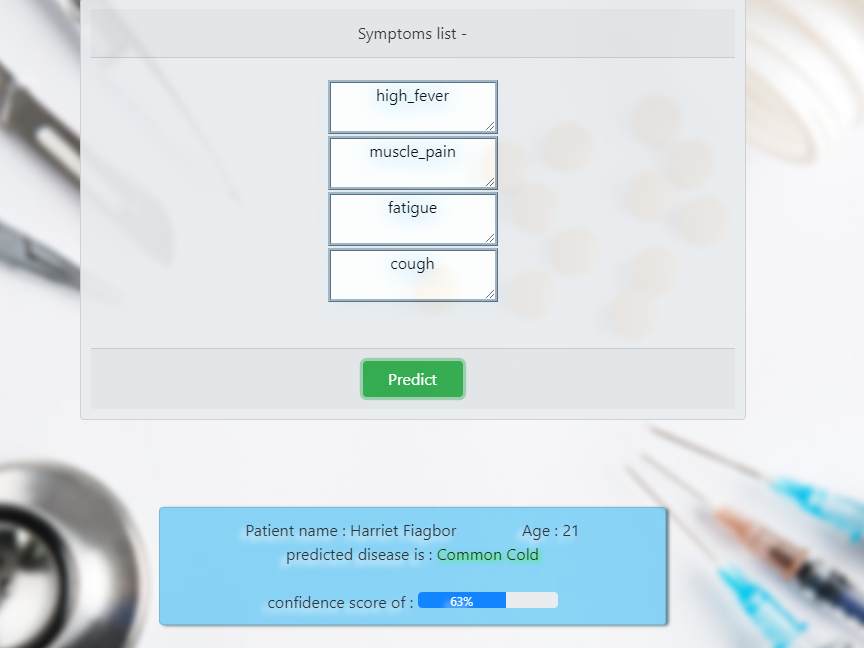 Symptoms list -
high_fever
muscle_pain
fatigue
cough
Predict
Patient name : Harriet Fiagbor Age : 21
predicted disease is : Common Cold
confidence score of : 63%